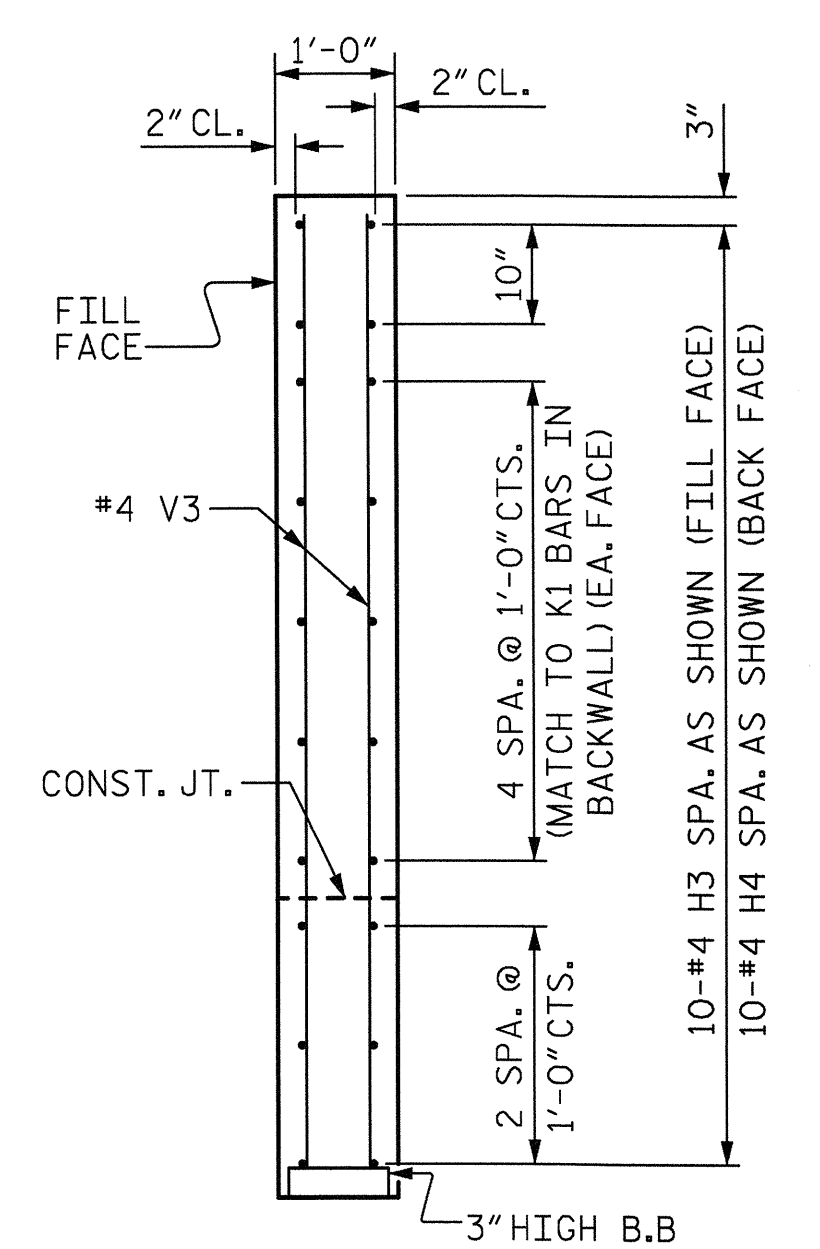 1'-0"
2" CL.
2" CL.
3"
10"
FILL
FACE
#4 V3
4 SPA. @ 1'-0" CTS.
(MATCH TO K1 BARS IN
BACKWALL) (EA. FACE)
10-#4 H3 SPA. AS SHOWN (FILL FACE)
10-#4 H4 SPA. AS SHOWN (BACK FACE)
CONST. JT.
2 SPA. @
1'-0" CTS.
3" HIGH B.B